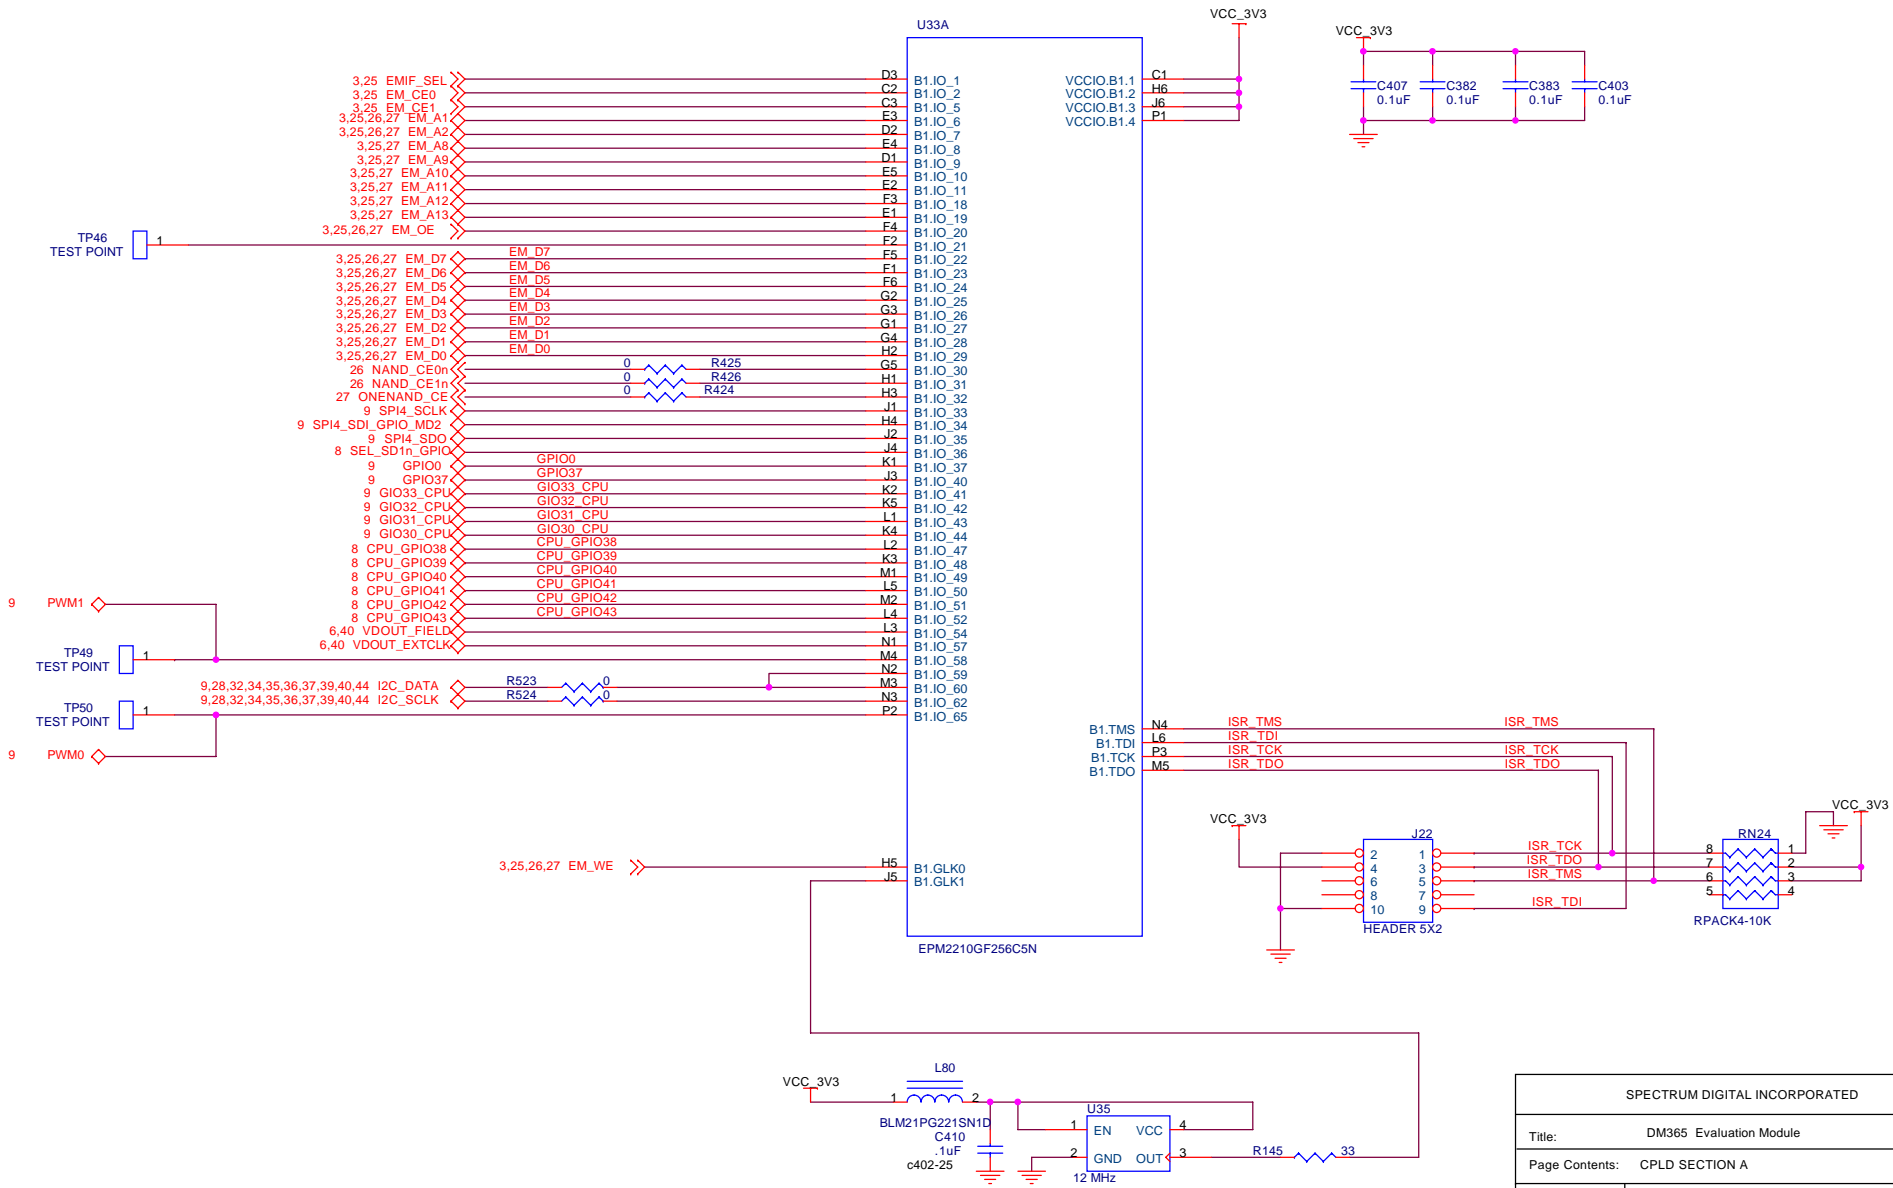 U33A
VCC_3V3
VCC_3V3
C407 0.1uF
C382 0.1uF
C383 0.1uF
C403 0.1uF
3,25 EMIF_SEL D3 B1.IO_1
3,25 EM_CE0 C2 B1.IO_2
3,25 EM_CE1 C3 B1.IO_5
3,25,26,27 EM_A1 E3 B1.IO_6
3,25,26,27 EM_A2 D2 B1.IO_7
3,25,27 EM_A8 E4 B1.IO_8
3,25,27 EM_A9 D1 B1.IO_9
3,25,27 EM_A10 E5 B1.IO_10
3,25,27 EM_A11 E2 B1.IO_11
3,25,27 EM_A12 F3 B1.IO_18
3,25,27 EM_A13 E1 B1.IO_19
3,25,26,27 EM_OE F4 B1.IO_20
TP46 TEST POINT 1 F2 B1.IO_21
3,25,26,27 EM_D7 EM_D7 F5 B1.IO_22
3,25,26,27 EM_D6 EM_D6 F1 B1.IO_23
3,25,26,27 EM_D5 EM_D5 F6 B1.IO_24
3,25,26,27 EM_D4 EM_D4 G2 B1.IO_25
3,25,26,27 EM_D3 EM_D3 G3 B1.IO_26
3,25,26,27 EM_D2 EM_D2 G1 B1.IO_27
3,25,26,27 EM_D1 EM_D1 G4 B1.IO_28
3,25,26,27 EM_D0 EM_D0 H2 B1.IO_29
26 NAND_CE0n 0 R425 G5 B1.IO_30
26 NAND_CE1n 0 R426 H1 B1.IO_31
27 ONENAND_CE 0 R424 H3 B1.IO_32
9 SPI4_SCLK J1 B1.IO_33
9 SPI4_SDI_GPIO_MD2 H4 B1.IO_34
9 SPI4_SDO J2 B1.IO_35
8 SEL_SD1n_GPIO J4 B1.IO_36
9 GPIO0 GPIO0 K1 B1.IO_37
9 GPIO37 GPIO37 J3 B1.IO_40
9 GIO33_CPU GIO33_CPU K2 B1.IO_41
9 GIO32_CPU GIO32_CPU K5 B1.IO_42
9 GIO31_CPU GIO31_CPU L1 B1.IO_43
9 GIO30_CPU GIO30_CPU K4 B1.IO_44
8 CPU_GPIO38 CPU_GPIO38 L2 B1.IO_47
8 CPU_GPIO39 CPU_GPIO39 K3 B1.IO_48
8 CPU_GPIO40 CPU_GPIO40 M1 B1.IO_49
8 CPU_GPIO41 CPU_GPIO41 L5 B1.IO_50
8 CPU_GPIO42 CPU_GPIO42 M2 B1.IO_51
8 CPU_GPIO43 CPU_GPIO43 L4 B1.IO_52
6,40 VDOUT_FIELD L3 B1.IO_54
6,40 VDOUT_EXTCLK N1 B1.IO_57
9 PWM1
TP49 TEST POINT 1 M4 B1.IO_58
N2 B1.IO_59
9,28,32,34,35,36,37,39,40,44 I2C_DATA R523 0 M3 B1.IO_60
9,28,32,34,35,36,37,39,40,44 I2C_SCLK R524 0 N3 B1.IO_62
TP50 TEST POINT 1 P2 B1.IO_65
9 PWM0
VCCIO.B1.1 C1
VCCIO.B1.2 H6
VCCIO.B1.3 J6
VCCIO.B1.4 P1
B1.TMS N4 ISR_TMS ISR_TMS
B1.TDI L6 ISR_TDI
B1.TCK P3 ISR_TCK ISR_TCK
B1.TDO M5 ISR_TDO ISR_TDO
3,25,26,27 EM_WE H5 B1.GLK0
J5 B1.GLK1
EPM2210GF256C5N
VCC_3V3
J22
2 1 ISR_TCK
4 3 ISR_TDO
6 5 ISR_TMS
8 7
10 9 ISR_TDI
HEADER 5X2
VCC_3V3
RN24
8 1
7 2
6 3
5 4
RPACK4-10K
VCC_3V3
L80
1 2
BLM21PG221SN1D
C410
.1uF
c402-25
U35
1 EN VCC 4
2 GND OUT 3
12 MHz
R145 33
SPECTRUM DIGITAL INCORPORATED
Title: DM365 Evaluation Module
Page Contents: CPLD SECTION A